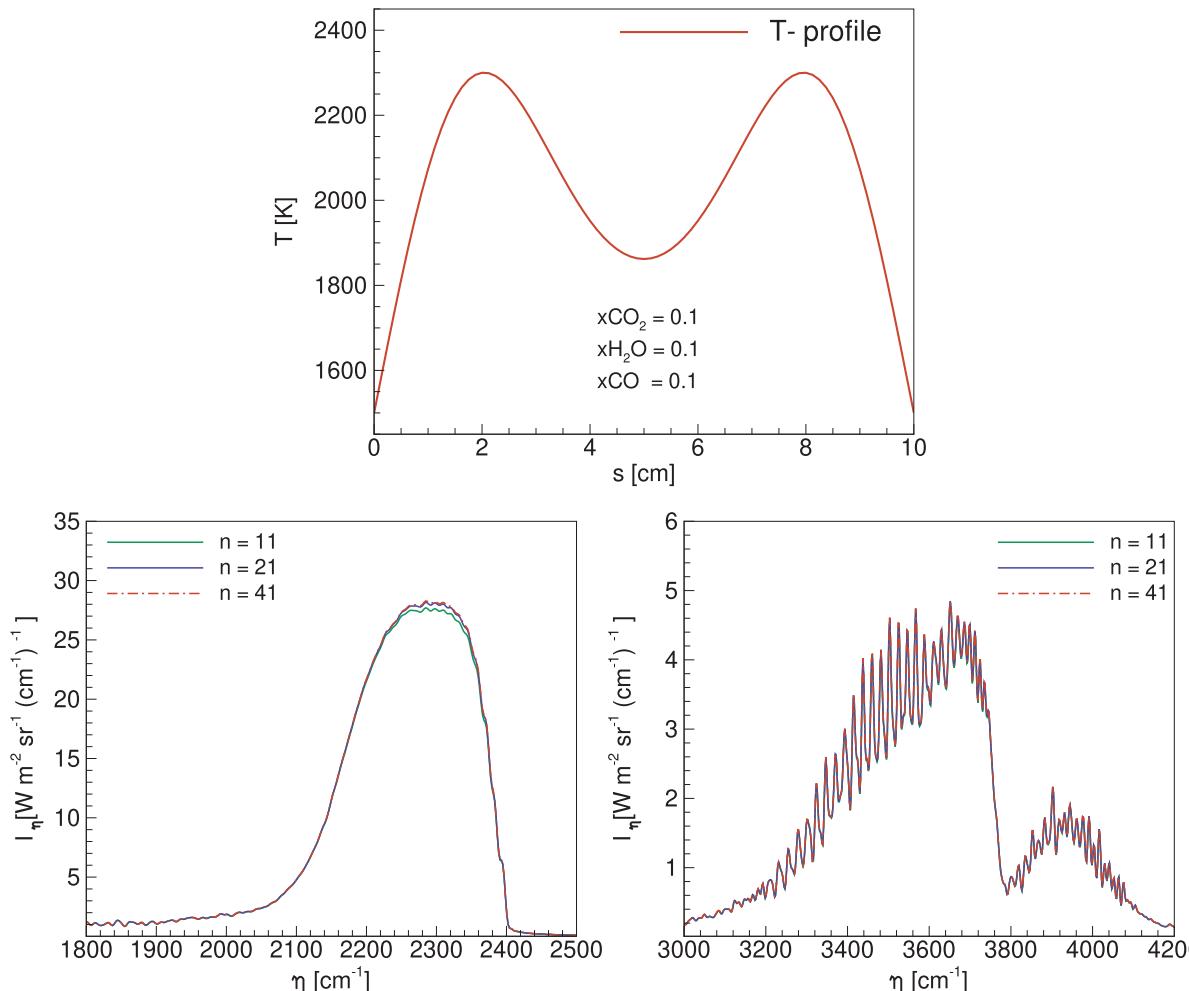 T- profile
2400
2200
2000
1800
1600
T [K]
xCO₂ = 0.1
xH₂O = 0.1
xCO = 0.1
0 2 4 6 8 10
s [cm]
35
30
25
20
15
10
5
n = 11
n = 21
n = 41
I η[W m⁻² sr⁻¹ (cm⁻¹) ⁻¹ ]
1800 1900 2000 2100 2200 2300 2400 2500
η [cm⁻¹]
6
5
4
3
2
1
n = 11
n = 21
n = 41
I η[W m⁻² sr⁻¹ (cm⁻¹) ⁻¹ ]
3000 3200 3400 3600 3800 4000 420
η [cm⁻¹]